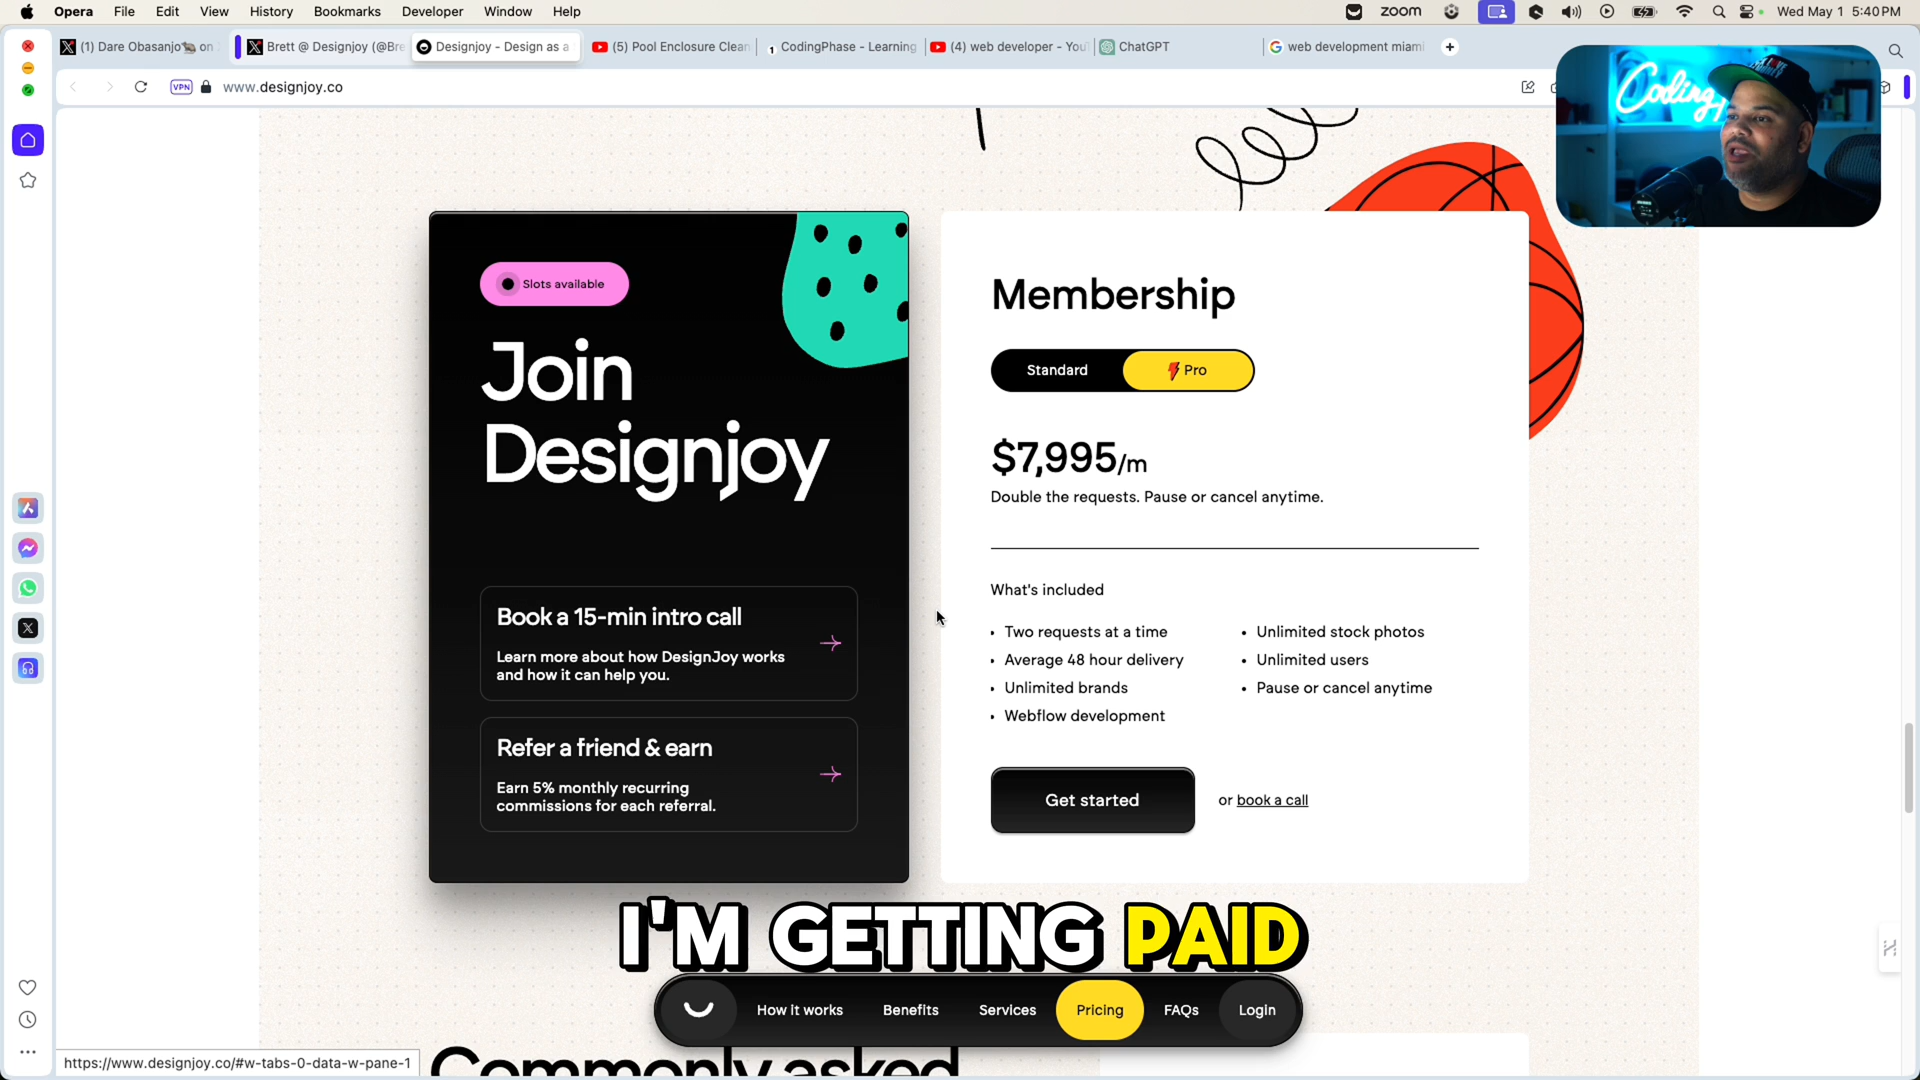 Opera File Edit View History Bookmarks Developer Window Help
zoom
Wed May 1 5:40 PM
(1) Dare Obasanjo🐀 on
Brett @ Designjoy (@Bre
Designjoy - Design as a
(5) Pool Enclosure Clean
CodingPhase - Learning
(4) web developer - You
ChatGPT
web development miami
VPN
www.designjoy.co
Coding
Slots available
Join
Designjoy
Book a 15-min intro call
Learn more about how DesignJoy works
and how it can help you.
Refer a friend & earn
Earn 5% monthly recurring
commissions for each referral.
Membership
Standard
Pro
$7,995/m
Double the requests. Pause or cancel anytime.
What's included
Two requests at a time
Average 48 hour delivery
Unlimited brands
Webflow development
Unlimited stock photos
Unlimited users
Pause or cancel anytime
Get started
or book a call
I'M GETTING PAID
How it works
Benefits
Services
Pricing
FAQs
Login
Commonly asked
https://www.designjoy.co/#w-tabs-0-data-w-pane-1